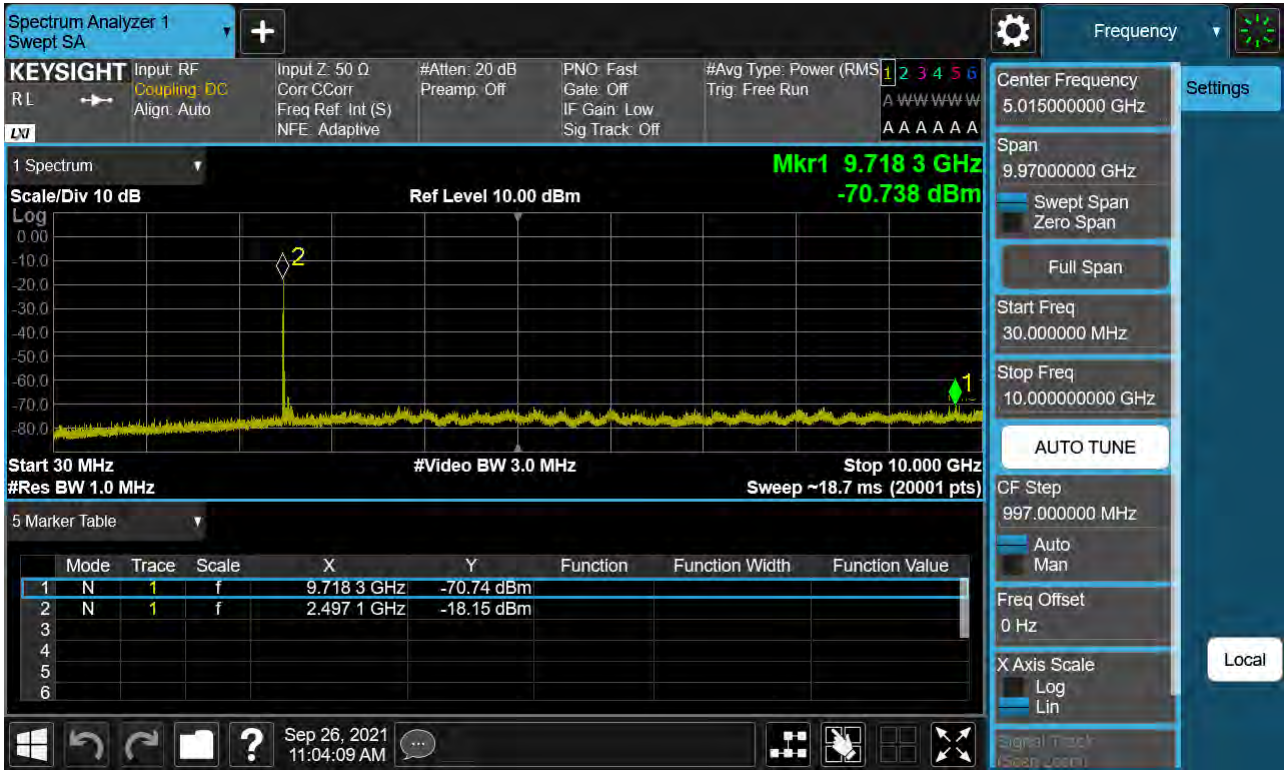 Spectrum Analyzer 1
Swept SA
Frequency
KEYSIGHT
RL
LXI
Input: RF
Coupling: DC
Align: Auto
Input Z: 50 Ω
Corr CCorr
Freq Ref: Int (S)
NFE: Adaptive
#Atten: 20 dB
Preamp: Off
PNO: Fast
Gate: Off
IF Gain: Low
Sig Track: Off
#Avg Type: Power (RMS
Trig: Free Run
1 2 3 4 5 6
A W W W W W
A A A A A A
1 Spectrum
Mkr1 9.718 3 GHz
Scale/Div 10 dB
Ref Level 10.00 dBm
-70.738 dBm
Log
0.00
-10.0
-20.0
-30.0
-40.0
-50.0
-60.0
-70.0
-80.0
2
1
Start 30 MHz
#Video BW 3.0 MHz
Stop 10.000 GHz
#Res BW 1.0 MHz
Sweep ~18.7 ms (20001 pts)
5 Marker Table
Mode Trace Scale X Y Function Function Width Function Value
1 N 1 f 9.718 3 GHz -70.74 dBm
2 N 1 f 2.497 1 GHz -18.15 dBm
3
4
5
6
Sep 26, 2021
11:04:09 AM
Center Frequency
5.015000000 GHz
Settings
Span
9.97000000 GHz
Swept Span
Zero Span
Full Span
Start Freq
30.000000 MHz
Stop Freq
10.000000000 GHz
AUTO TUNE
CF Step
997.000000 MHz
Auto
Man
Freq Offset
0 Hz
X Axis Scale
Log
Lin
Local
Signal Track
(Span Zoom)